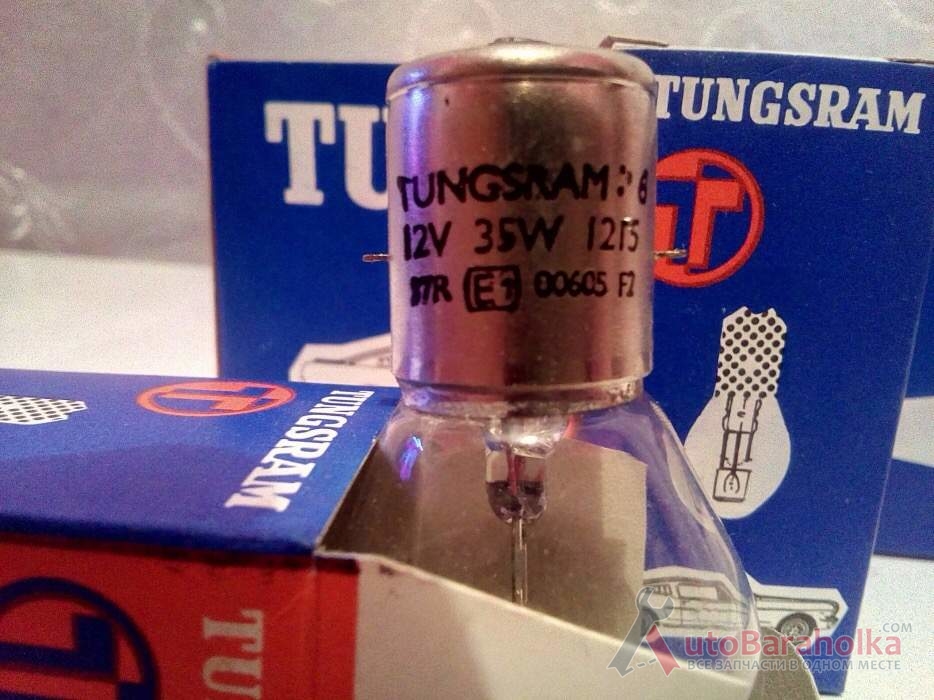 TU
TUNGSRAM
TUNGSRAM
12V 35W 1215
37R E1 00605 F2
TUNGSRAM
TU
AutoBaraholka.COM
ВСЕ ЗАПЧАСТИ В ОДНОМ МЕСТЕ